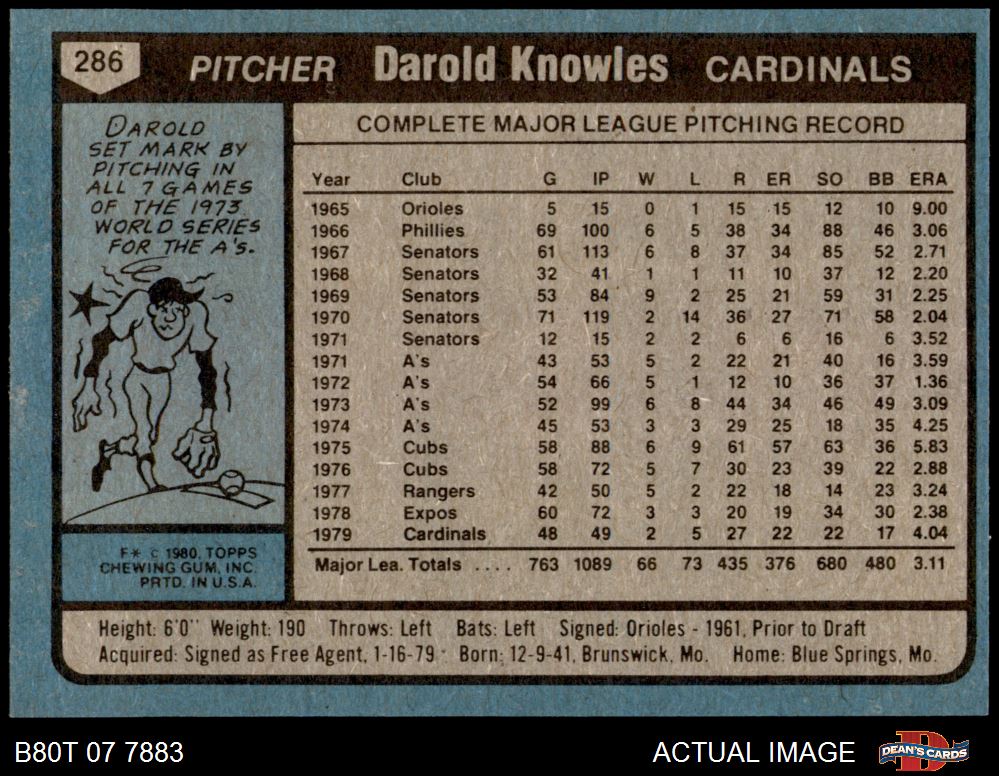 286 PITCHER Darold Knowles CARDINALS
DAROLD
SET MARK BY
PITCHING IN
ALL 7 GAMES
OF THE 1973
WORLD SERIES
FOR THE A's.
F* © 1980, TOPPS
CHEWING GUM, INC.
PRTD. IN U.S.A.
COMPLETE MAJOR LEAGUE PITCHING RECORD
Year Club G IP W L R ER SO BB ERA
1965 Orioles 5 15 0 1 15 15 12 10 9.00
1966 Phillies 69 100 6 5 38 34 88 46 3.06
1967 Senators 61 113 6 8 37 34 85 52 2.71
1968 Senators 32 41 1 1 11 10 37 12 2.20
1969 Senators 53 84 9 2 25 21 59 31 2.25
1970 Senators 71 119 2 14 36 27 71 58 2.04
1971 Senators 12 15 2 2 6 6 16 6 3.52
1971 A's 43 53 5 2 22 21 40 16 3.59
1972 A's 54 66 5 1 12 10 36 37 1.36
1973 A's 52 99 6 8 44 34 46 49 3.09
1974 A's 45 53 3 3 29 25 18 35 4.25
1975 Cubs 58 88 6 9 61 57 63 36 5.83
1976 Cubs 58 72 5 7 30 23 39 22 2.88
1977 Rangers 42 50 5 2 22 18 14 23 3.24
1978 Expos 60 72 3 3 20 19 34 30 2.38
1979 Cardinals 48 49 2 5 27 22 22 17 4.04
Major Lea. Totals .... 763 1089 66 73 435 376 680 480 3.11
Height: 6'0" Weight: 190 Throws: Left Bats: Left Signed: Orioles - 1961, Prior to Draft
Acquired: Signed as Free Agent, 1-16-79 Born: 12-9-41, Brunswick, Mo. Home: Blue Springs, Mo.
B80T 07 7883 ACTUAL IMAGE DEAN'S CARDS